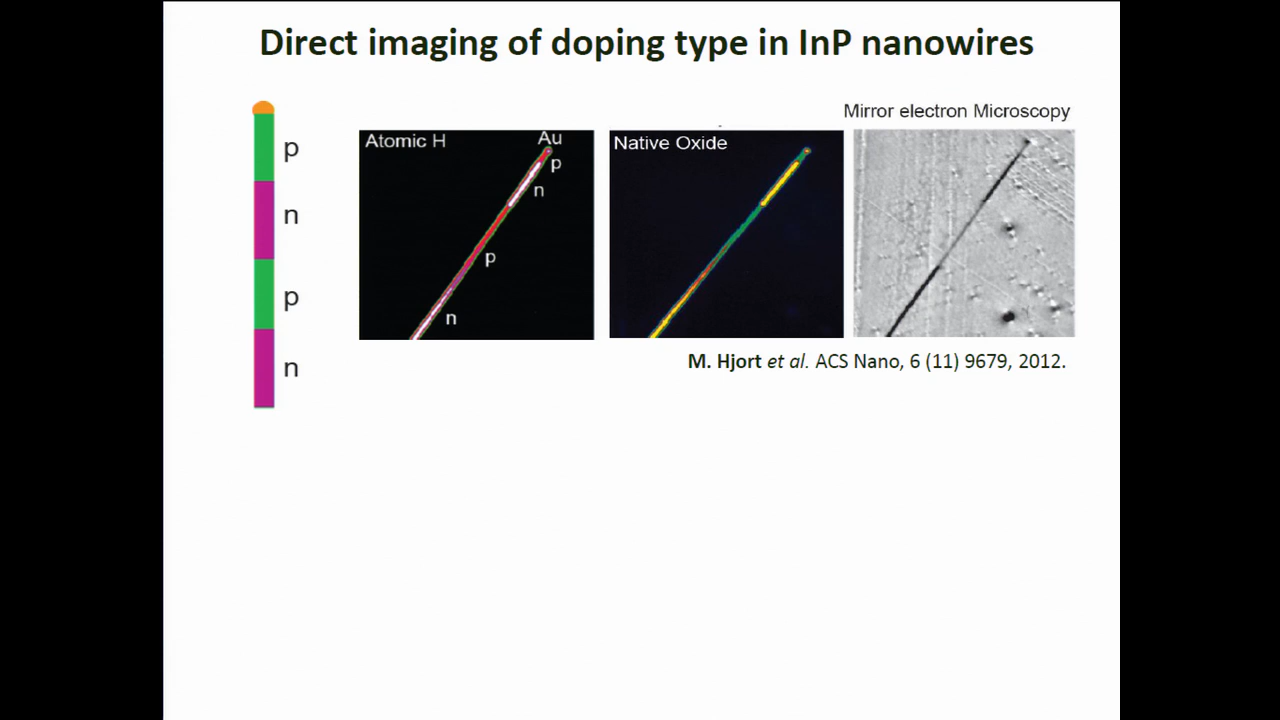 Direct imaging of doping type in InP nanowires
p
n
p
n
Atomic H
Au
p
n
p
n
Native Oxide
Mirror electron Microscopy
M. Hjort et al. ACS Nano, 6 (11) 9679, 2012.